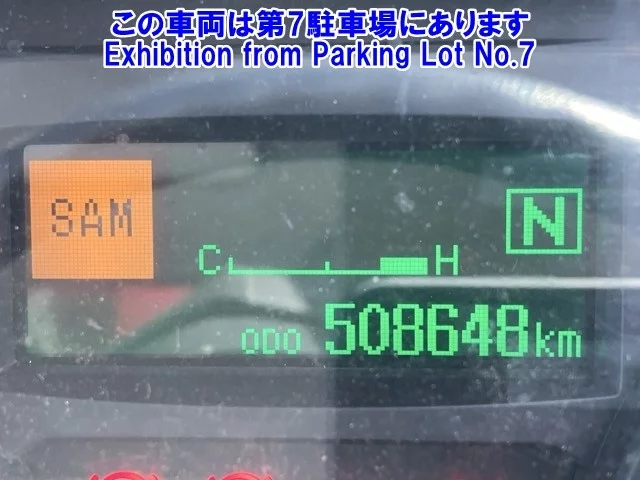 この車両は第7駐車場にあります
Exhibition from Parking Lot No.7
SAM
N
C H
ODO 508648km